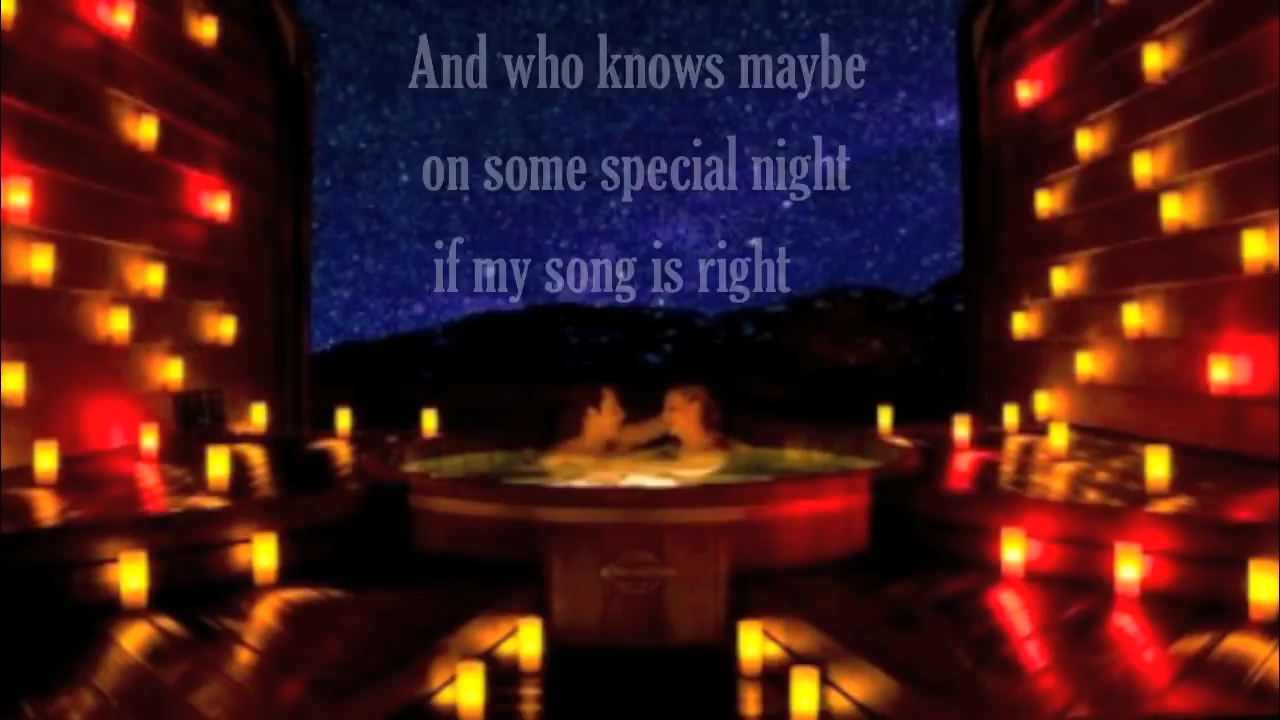 And who knows maybe
on some special night
if my song is right